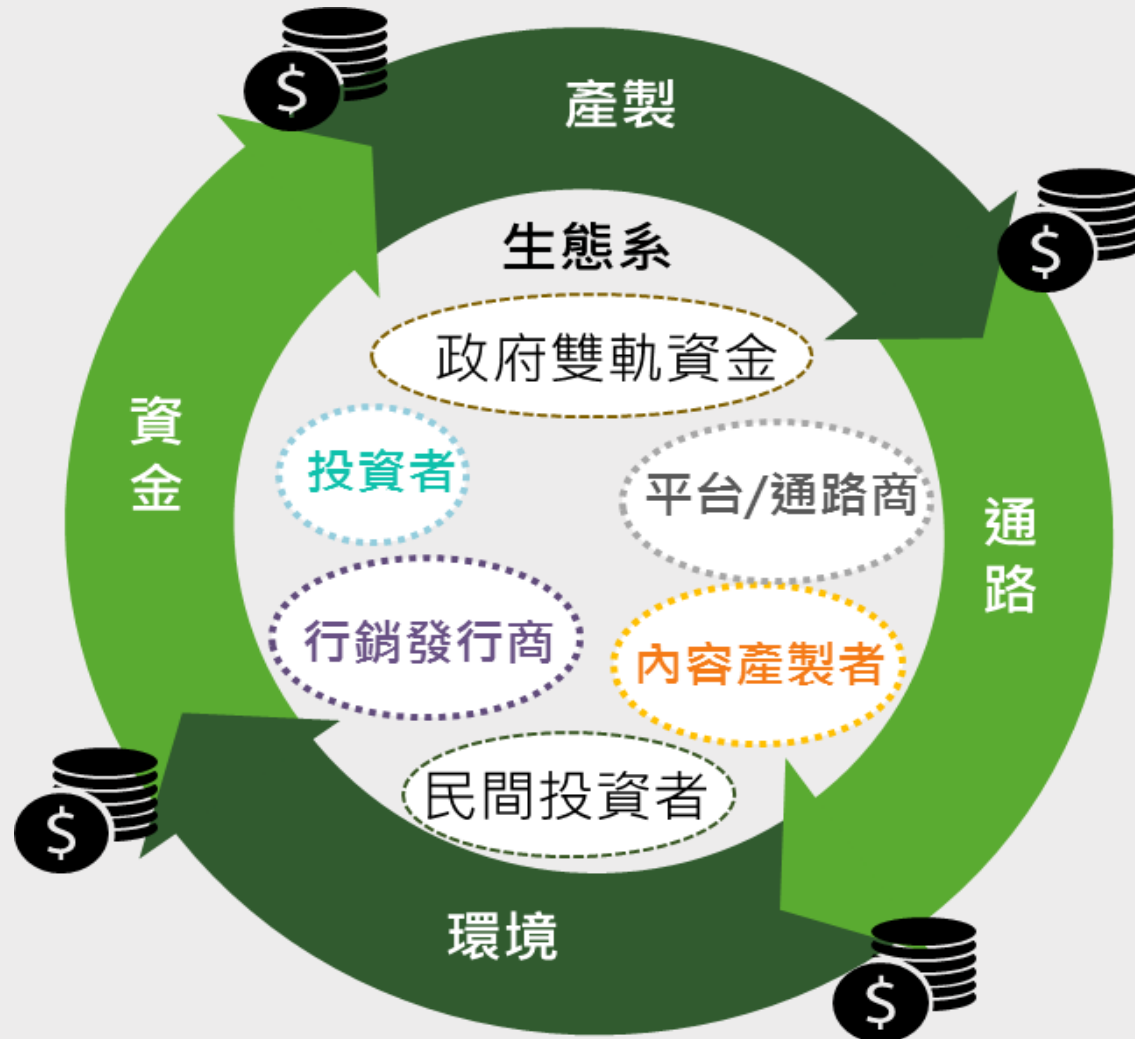 $
產製
$
生態系
政府雙軌資金
資金
投資者
平台/通路商
通路
行銷發行商
內容產製者
民間投資者
$
環境
$